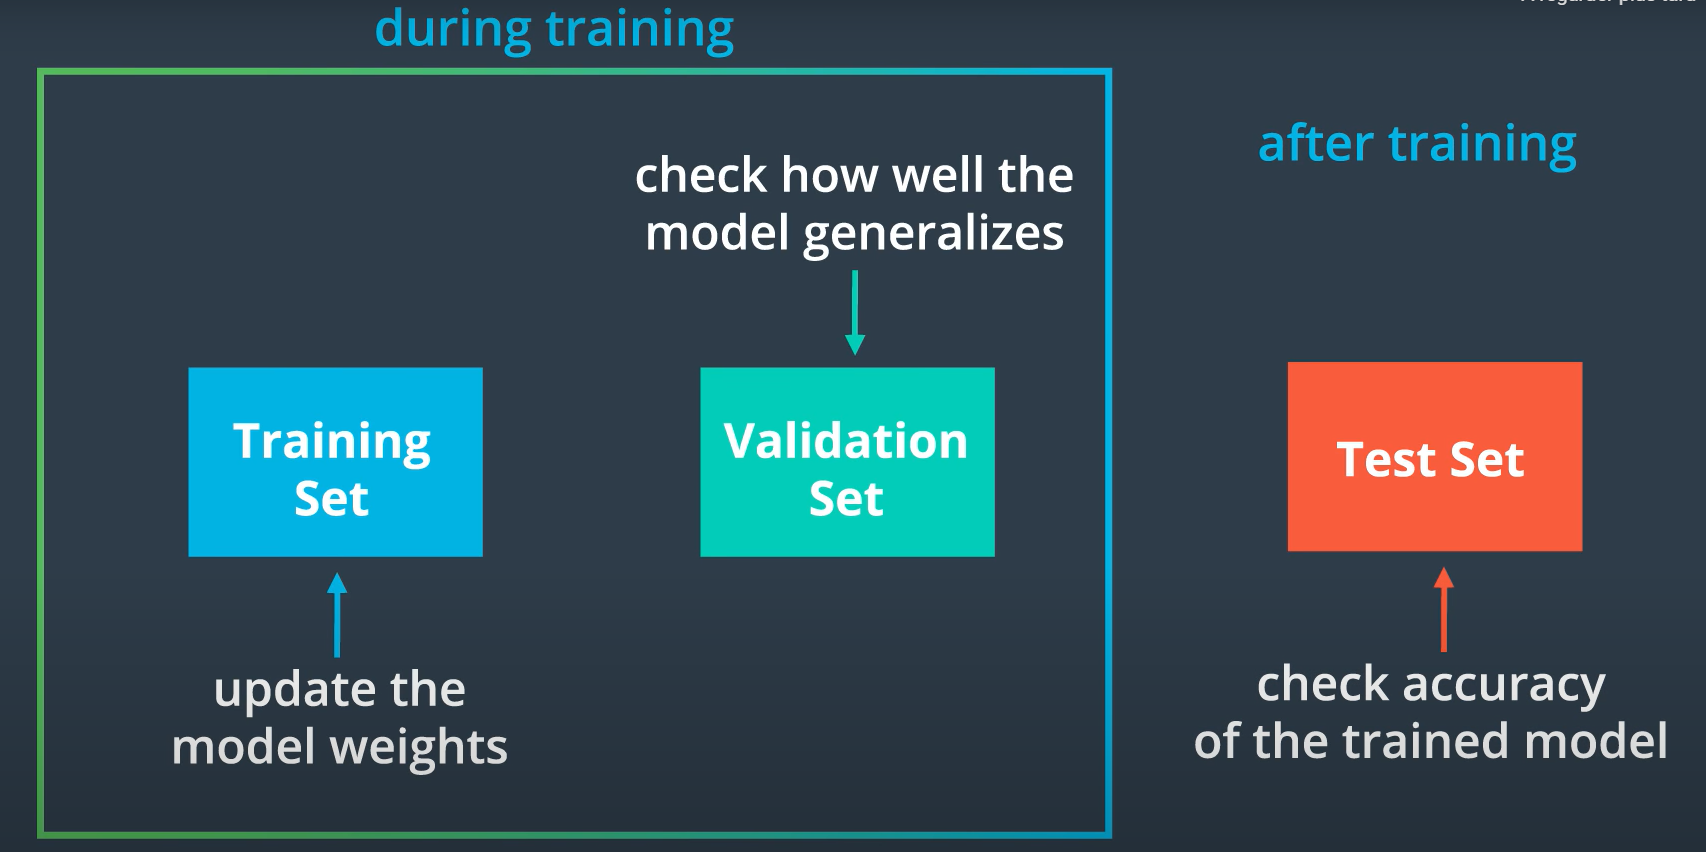 during training
after training
check how well the
model generalizes
Training
Set
Validation
Set
Test Set
update the
model weights
check accuracy
of the trained model